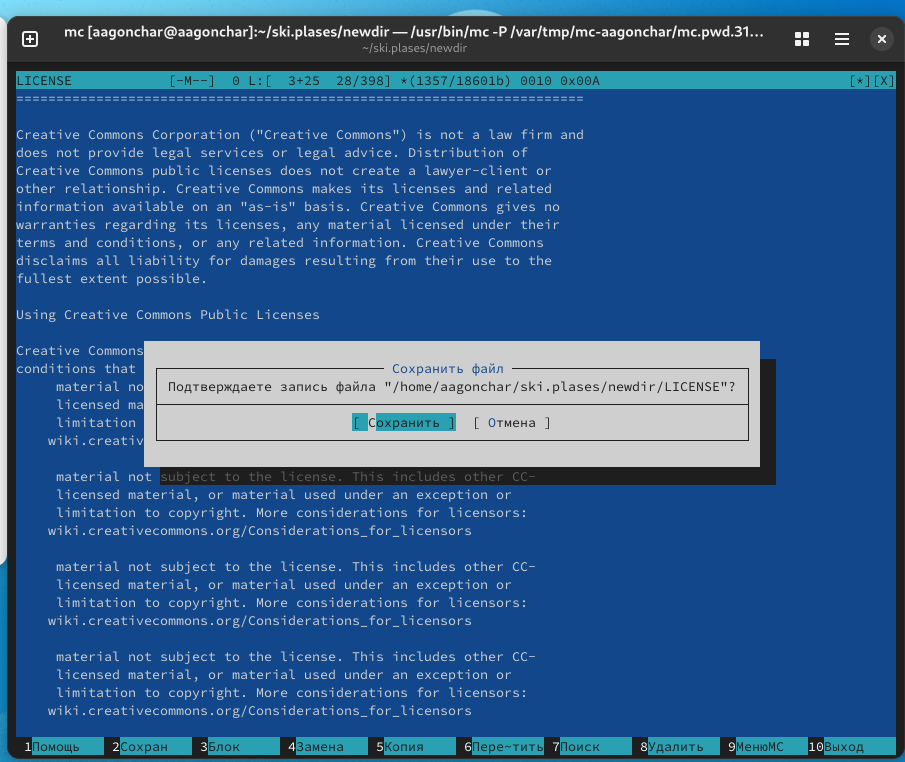 mc [aagonchar@aagonchar]:~/ski.plases/newdir — /usr/bin/mc -P /var/tmp/mc-aagonchar/mc.pwd.31…
~/ski.plases/newdir
LICENSE            [-M--]  0 L:[  3+25  28/398] *(1357/18601b) 0010 0x00A                               [*][X]
=======================================================================
Creative Commons Corporation ("Creative Commons") is not a law firm and
does not provide legal services or legal advice. Distribution of
Creative Commons public licenses does not create a lawyer-client or
other relationship. Creative Commons makes its licenses and related
information available on an "as-is" basis. Creative Commons gives no
warranties regarding its licenses, any material licensed under their
terms and conditions, or any related information. Creative Commons
disclaims all liability for damages resulting from their use to the
fullest extent possible.
Using Creative Commons Public Licenses
Creative Commons
conditions that
material no
licensed ma
limitation
wiki.creativ
Сохранить файл
Подтверждаете запись файла "/home/aagonchar/ski.plases/newdir/LICENSE"?
[ Сохранить ]  [ Отмена ]
material not subject to the license. This includes other CC-
licensed material, or material used under an exception or
limitation to copyright. More considerations for licensors:
wiki.creativecommons.org/Considerations_for_licensors
material not subject to the license. This includes other CC-
licensed material, or material used under an exception or
limitation to copyright. More considerations for licensors:
wiki.creativecommons.org/Considerations_for_licensors
material not subject to the license. This includes other CC-
licensed material, or material used under an exception or
limitation to copyright. More considerations for licensors:
wiki.creativecommons.org/Considerations_for_licensors
1Помощь 2Сохран 3Блок 4Замена 5Копия 6Пере~тить 7Поиск 8Удалить 9МенюMC 10Выход